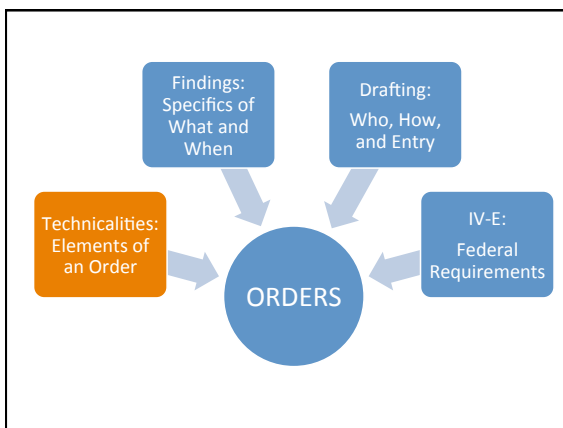 Findings:
Specifics of
What and
When
Drafting:
Who, How,
and Entry
Technicalities:
Elements of
an Order
IV-E:
Federal
Requirements
ORDERS